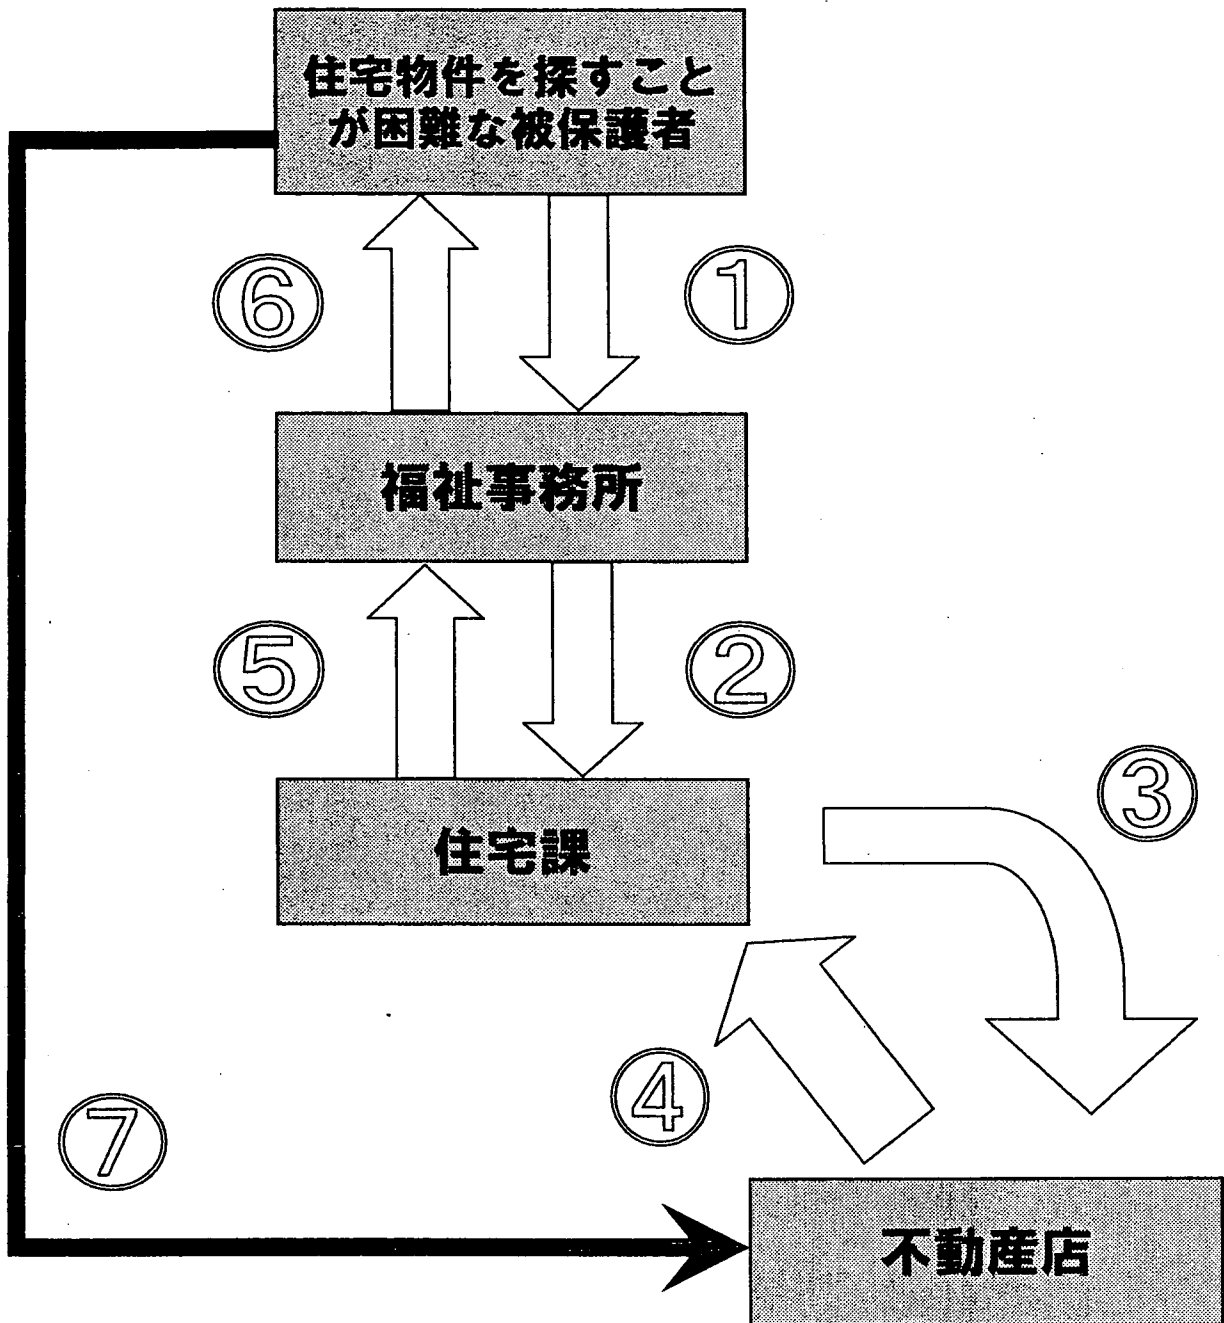 住宅物件を探すこと
が困難な被保護者
⑥
①
福祉事務所
⑤
②
住宅課
③
④
⑦
不動産店